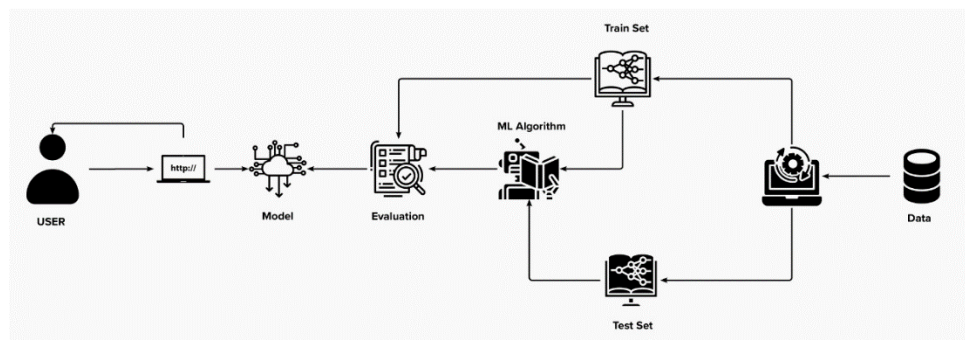 Train Set
ML Algorithm
http://
USER
Model
Evaluation
Data
Test Set